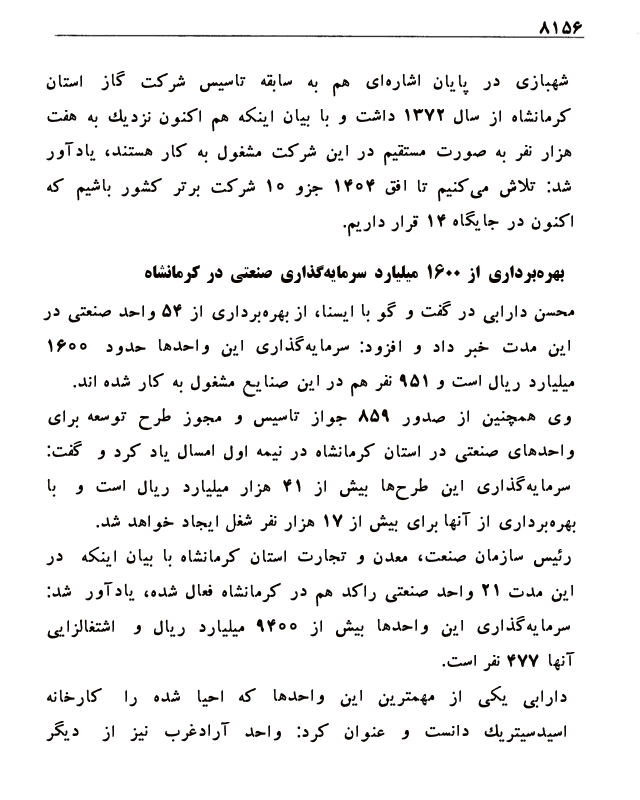 ۸۱۵۶
شهبازی در پایان اشاره‌ای هم به سابقه تاسیس شرکت گاز استان
کرمانشاه از سال ۱۳۷۲ داشت و با بیان اینکه هم اکنون نزدیك به هفت
هزار نفر به صورت مستقیم در این شرکت مشغول به کار هستند، یادآور
شد: تلاش می‌کنیم تا افق ۱۴۰۴ جزو ۱۰ شرکت برتر کشور باشیم که
اکنون در جایگاه ۱۴ قرار داریم.
بهره‌برداری از ۱۶۰۰ میلیارد سرمایه‌گذاری صنعتی در کرمانشاه
محسن دارابی در گفت و گو با ایسنا، از بهره‌برداری از ۵۴ واحد صنعتی در
این مدت خبر داد و افزود: سرمایه‌گذاری این واحدها حدود ۱۶۰۰
میلیارد ریال است و ۹۵۱ نفر هم در این صنایع مشغول به کار شده اند.
وی همچنین از صدور ۸۵۹ جواز تاسیس و مجوز طرح توسعه برای
واحدهای صنعتی در استان کرمانشاه در نیمه اول امسال یاد کرد و گفت:
سرمایه‌گذاری این طرح‌ها بیش از ۴۱ هزار میلیارد ریال است و با
بهره‌برداری از آنها برای بیش از ۱۷ هزار نفر شغل ایجاد خواهد شد.
رئیس سازمان صنعت، معدن و تجارت استان کرمانشاه با بیان اینکه در
این مدت ۲۱ واحد صنعتی راکد هم در کرمانشاه فعال شده، یادآور شد:
سرمایه‌گذاری این واحدها بیش از ۹۴۰۰ میلیارد ریال و اشتغالزایی
آنها ۴۷۷ نفر است.
دارابی یکی از مهمترین این واحدها که احیا شده را کارخانه
اسیدسیتریك دانست و عنوان کرد: واحد آرادغرب نیز از دیگر